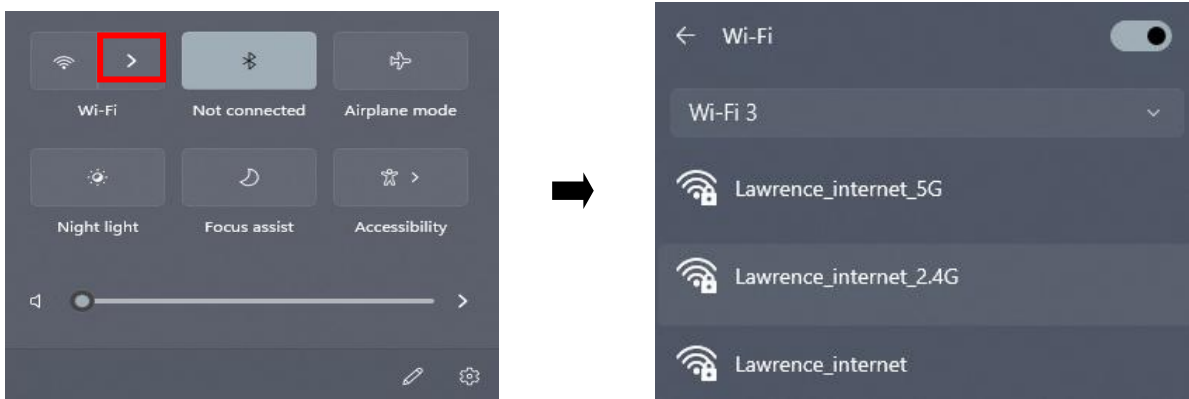 Wi-Fi Not connected Airplane mode
Night light Focus assist Accessibility
Wi-Fi
Wi-Fi 3
Lawrence_internet_5G
Lawrence_internet_2.4G
Lawrence_internet